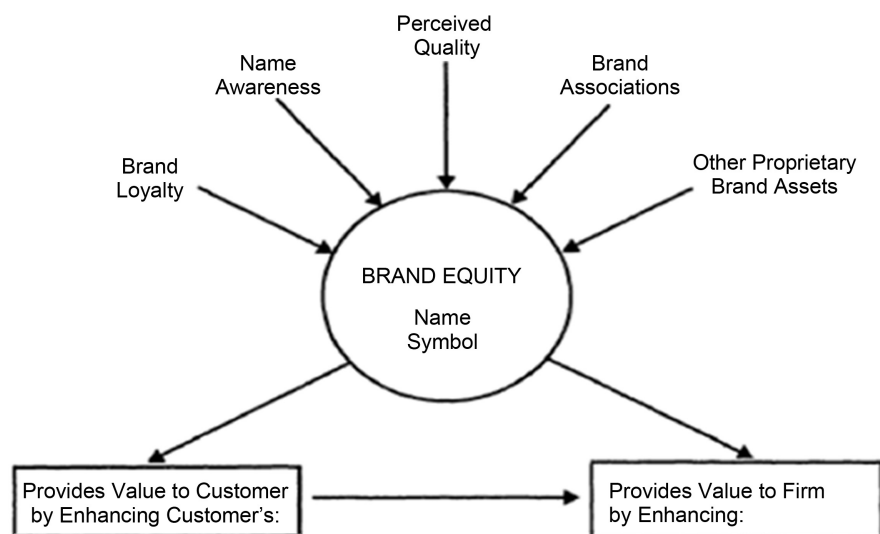 Perceived
Quality
Name
Awareness
Brand
Associations
Brand
Loyalty
Other Proprietary
Brand Assets
BRAND EQUITY
Name
Symbol
Provides Value to Customer
by Enhancing Customer's:
Provides Value to Firm
by Enhancing: